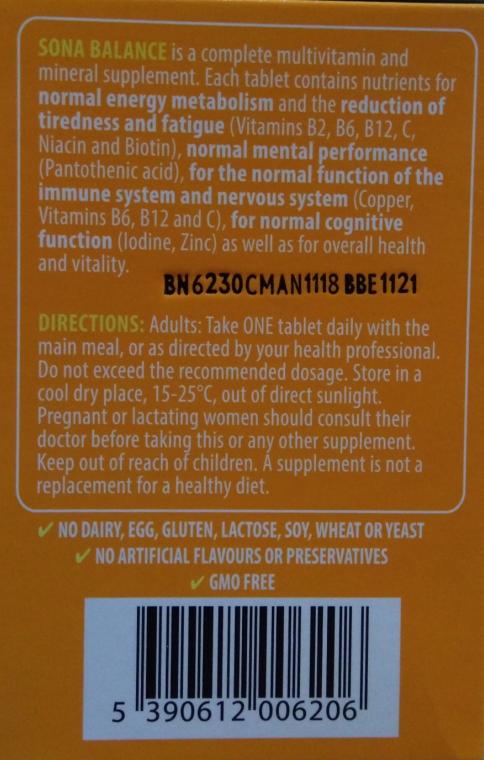 SONA BALANCE is a complete multivitamin and
mineral supplement. Each tablet contains nutrients for
normal energy metabolism and the reduction of
tiredness and fatigue (Vitamins B2, B6, B12, C,
Niacin and Biotin), normal mental performance
(Pantothenic acid), for the normal function of the
immune system and nervous system (Copper,
Vitamins B6, B12 and C), for normal cognitive
function (Iodine, Zinc) as well as for overall health
and vitality.
BN6230CMAN1118 BBE1121
DIRECTIONS: Adults: Take ONE tablet daily with the
main meal, or as directed by your health professional.
Do not exceed the recommended dosage. Store in a
cool dry place, 15-25°C, out of direct sunlight.
Pregnant or lactating women should consult their
doctor before taking this or any other supplement.
Keep out of reach of children. A supplement is not a
replacement for a healthy diet.
✓ NO DAIRY, EGG, GLUTEN, LACTOSE, SOY, WHEAT OR YEAST
✓ NO ARTIFICIAL FLAVOURS OR PRESERVATIVES
✓ GMO FREE
5 390612 006206